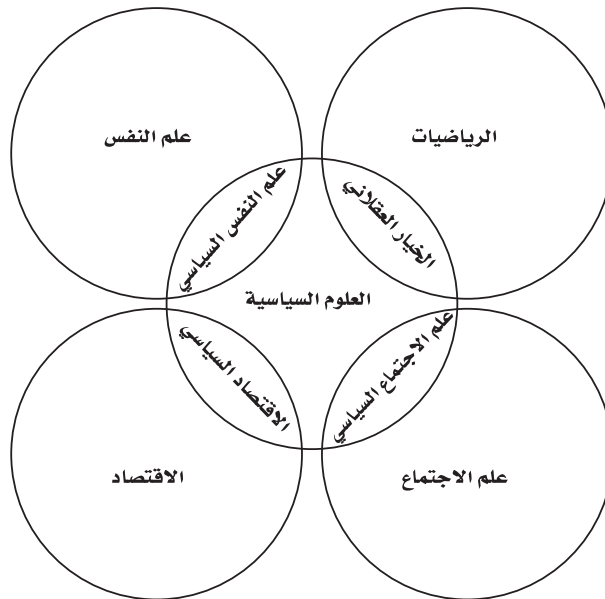 الرياضيات
علم النفس
الخيار العقلاني
علم النفس السياسي
العلوم السياسية
علم الاجتماع السياسي
الاقتصاد السياسي
علم الاجتماع
الاقتصاد